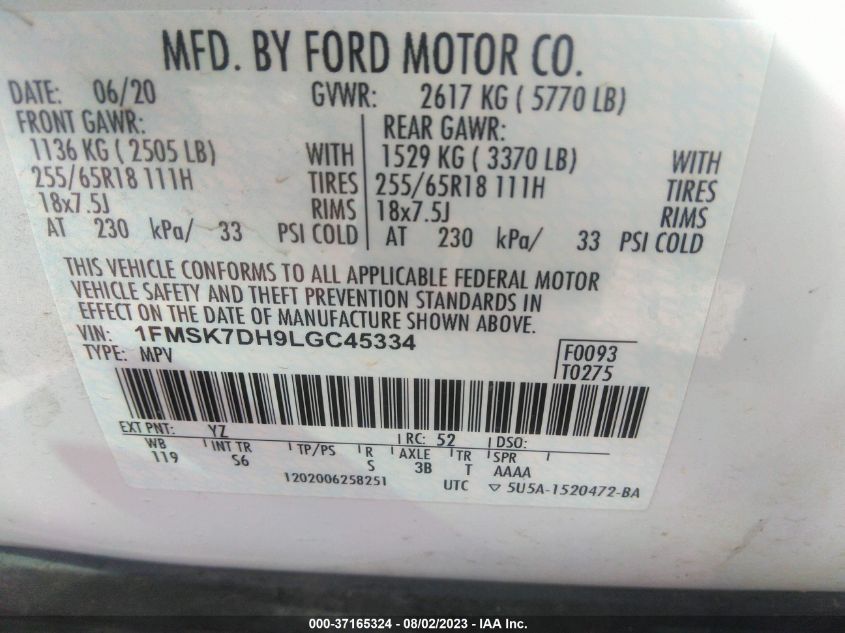 MFD. BY FORD MOTOR CO.
DATE: 06/20 GVWR: 2617 KG ( 5770 LB)
FRONT GAWR: REAR GAWR:
1136 KG ( 2505 LB) WITH 1529 KG ( 3370 LB) WITH
255/65R18 111H TIRES 255/65R18 111H TIRES
18x7.5J RIMS 18x7.5J RIMS
AT 230 kPa/ 33 PSI COLD AT 230 kPa/ 33 PSI COLD
THIS VEHICLE CONFORMS TO ALL APPLICABLE FEDERAL MOTOR
VEHICLE SAFETY AND THEFT PREVENTION STANDARDS IN
EFFECT ON THE DATE OF MANUFACTURE SHOWN ABOVE.
VIN: 1FMSK7DH9LGC45334
TYPE: MPV F0093
T0275
EXT PNT: YZ RC: 52 DSO:
WB INT TR TP/PS R AXLE TR SPR
119 S6 S 3B T AAAA
1202006258251 UTC ▽ 5U5A-1520472-BA
000-37165324 — 08/02/2023 — IAA Inc.